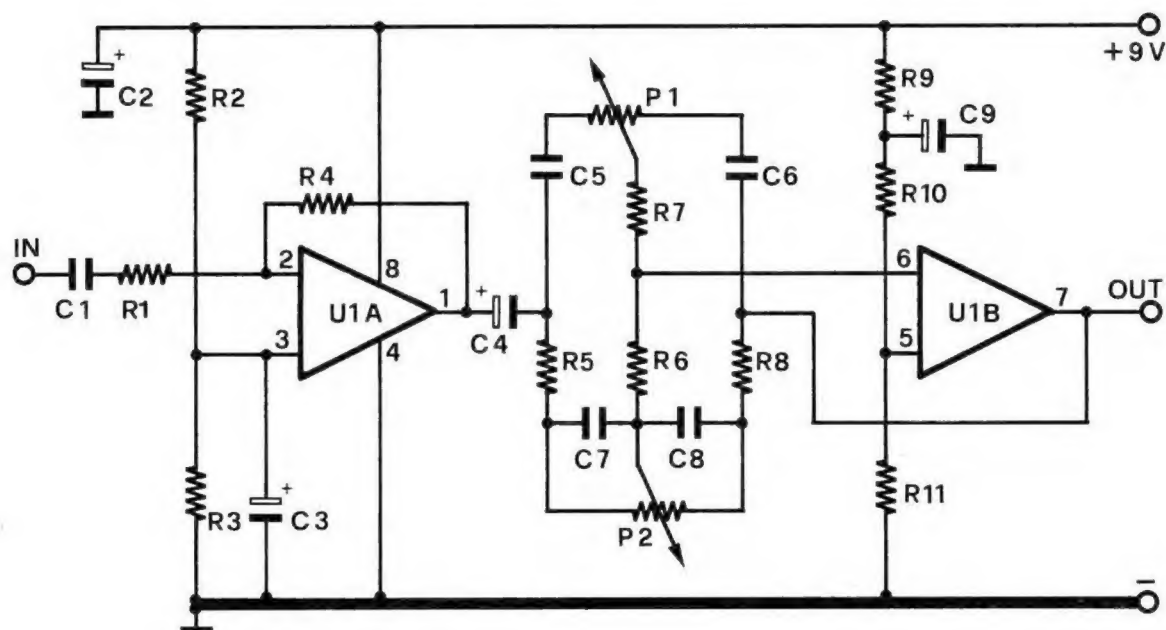 +9V
+
C2
R2
P1
R9
+
C9
R4
C5
C6
R7
R10
IN
C1
R1
2
8
U1A
1
3
4
+
C4
6
U1B
7
OUT
5
R5
R6
R8
C7
C8
R3
+
C3
P2
R11
−